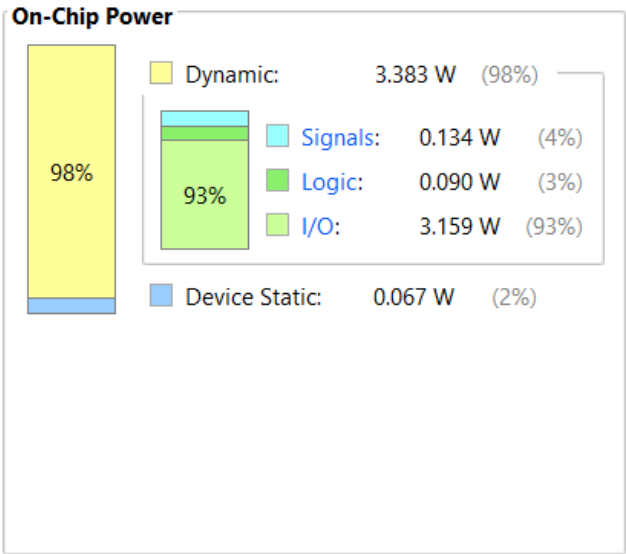 On-Chip Power
Dynamic: 3.383 W (98%)
98%
Signals: 0.134 W (4%)
Logic: 0.090 W (3%)
93%
I/O: 3.159 W (93%)
Device Static: 0.067 W (2%)